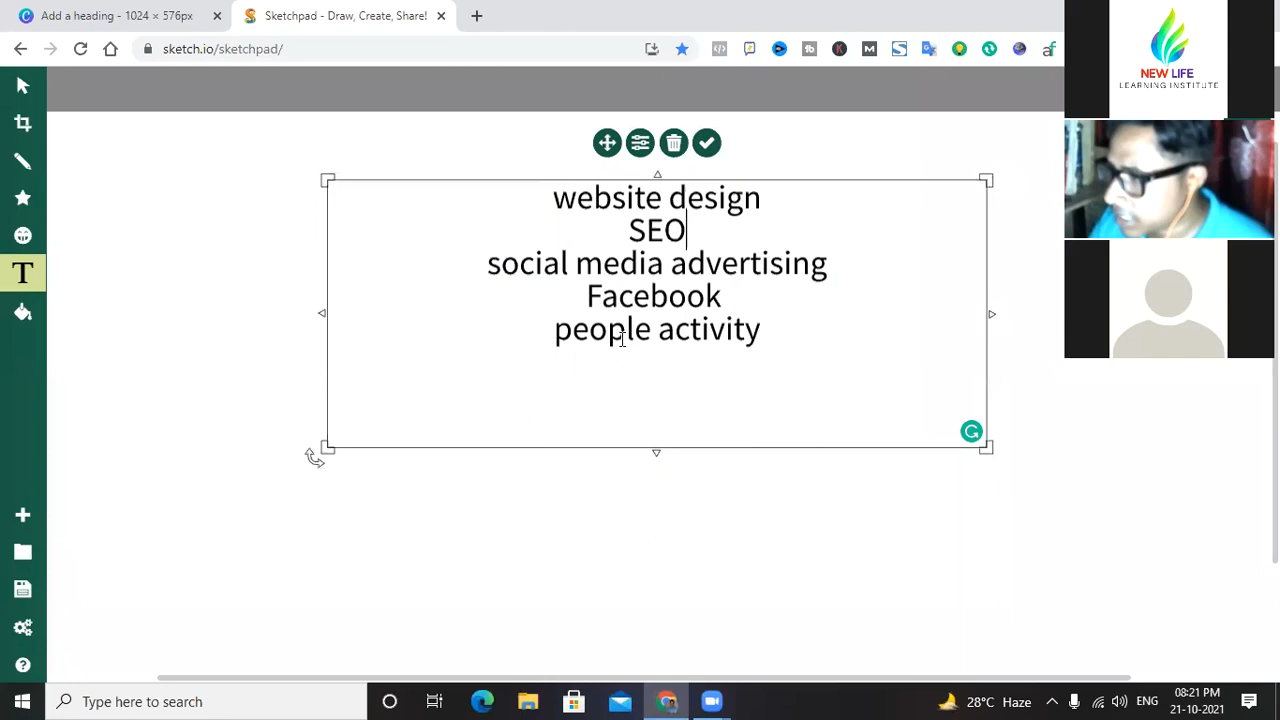 Add a heading - 1024 × 576px
Sketchpad - Draw, Create, Share!
sketch.io/sketchpad/
NEW LIFE
LEARNING INSTITUTE
website design
SEO
social media advertising
Facebook
people activity
Type here to search
28°C Haze
ENG
08:21 PM
21-10-2021